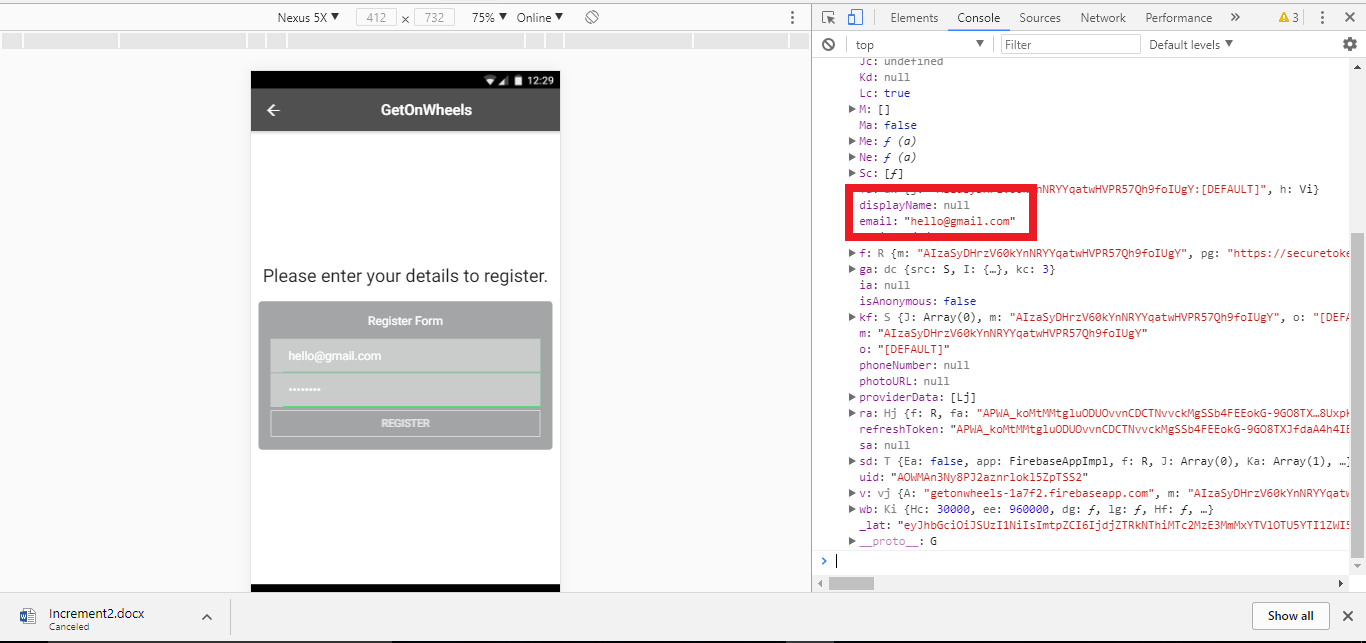 Nexus 5X ▼ 412 × 732 75% ▼ Online ▼
Elements Console Sources Network Performance » 3
top ▼ Filter Default levels ▼
12:29
GetOnWheels
Please enter your details to register.
Register Form
hello@gmail.com
••••••••
REGISTER
Jc: undefined
Kd: null
Lc: true
M: []
Ma: false
Me: ƒ (a)
Ne: ƒ (a)
Sc: [ƒ]
:[DEFAULT]", h: Vi}
displayName: null
email: "hello@gmail.com"
f: R {m: "AIzaSyDHrzV60kYnNRYYqatwHVPR57Qh9foIUgY", pg: "https://securetoke
ga: dc {src: S, I: {…}, kc: 3}
ia: null
isAnonymous: false
kf: S {J: Array(0), m: "AIzaSyDHrzV60kYnNRYYqatwHVPR57Qh9foIUgY", o: "[DEFA
m: "AIzaSyDHrzV60kYnNRYYqatwHVPR57Qh9foIUgY"
o: "[DEFAULT]"
phoneNumber: null
photoURL: null
providerData: [Lj]
ra: Hj {f: R, fa: "APWA_koMtMMtgluODUOvvnCDCTNvvckMgSSb4FEEokG-9GO8TX…8UxpK
refreshToken: "APWA_koMtMMtgluODUOvvnCDCTNvvckMgSSb4FEEokG-9GO8TXJfdaA4h4IE
sa: null
sd: T {Ea: false, app: FirebaseAppImpl, f: R, J: Array(0), Ka: Array(1), …}
uid: "AOWMAn3Ny8PJ2aznrlokl5ZpTSS2"
v: vj {A: "getonwheels-1a7f2.firebaseapp.com", m: "AIzaSyDHrzV60kYnNRYYqatw
wb: Ki {Hc: 30000, ee: 960000, dg: ƒ, lg: ƒ, Hf: ƒ, …}
_lat: "eyJhbGciOiJSUzI1NiIsImtpZCI6IjdjZTRkNThiMTc2MzE3MmMxYTVlOTU5YTI1ZWI5
__proto__: G
Increment2.docx
Canceled
Show all